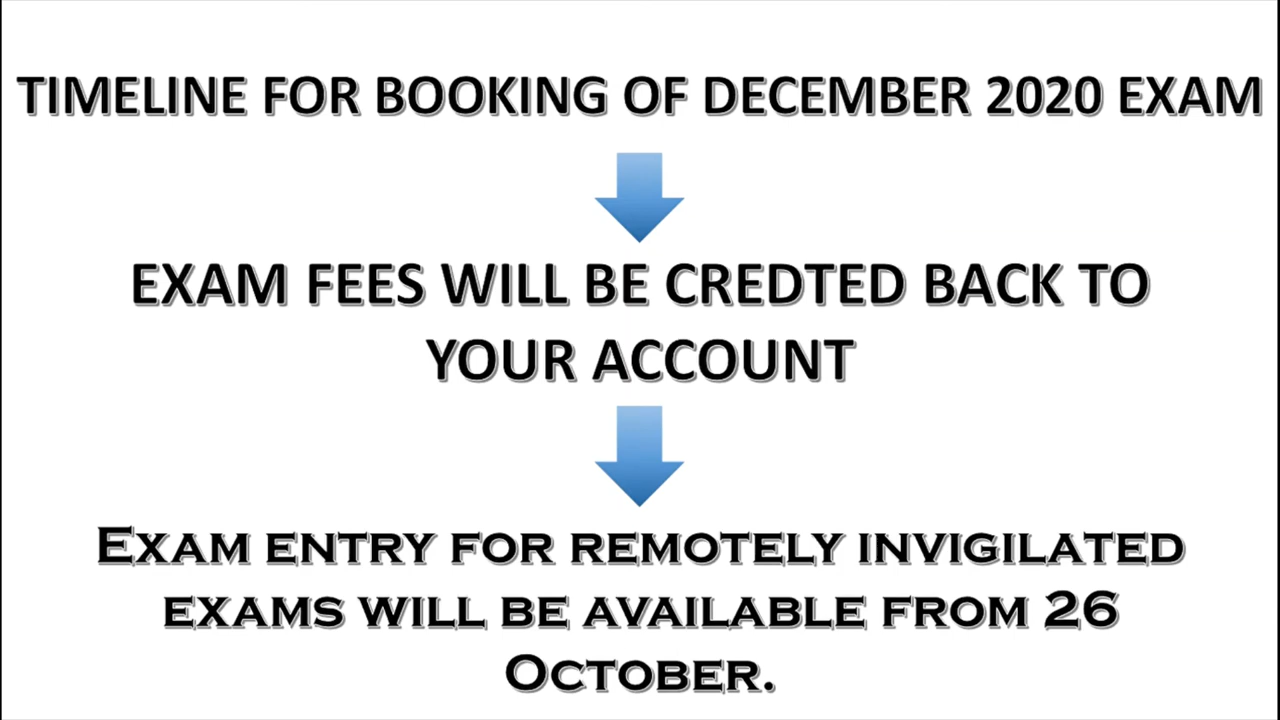 TIMELINE FOR BOOKING OF DECEMBER 2020 EXAM
EXAM FEES WILL BE CREDTED BACK TO
YOUR ACCOUNT
EXAM ENTRY FOR REMOTELY INVIGILATED
EXAMS WILL BE AVAILABLE FROM 26
OCTOBER.